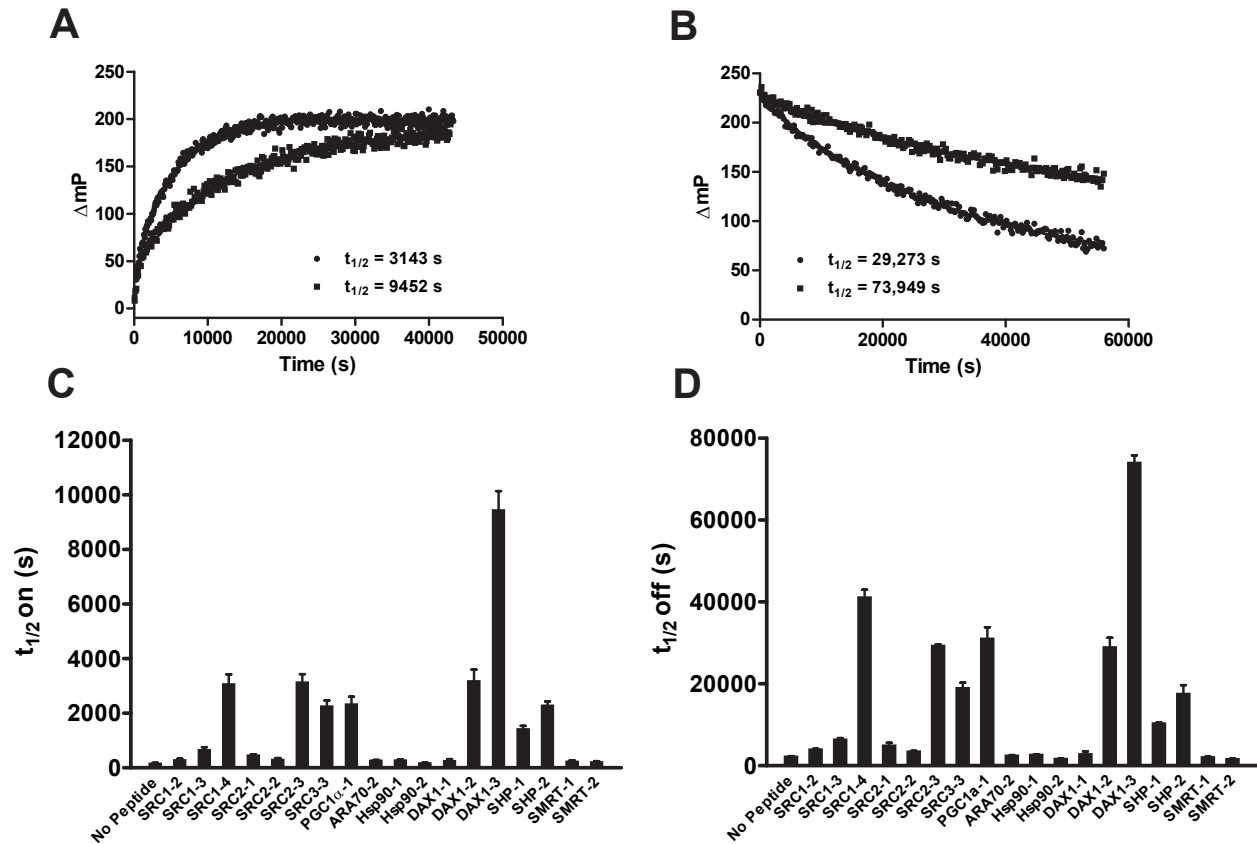 A
250
200
150
100
50
0
ΔmP
0 10000 20000 30000 40000 50000
Time (s)
t1/2 = 3143 s
t1/2 = 9452 s
B
250
200
150
100
50
0
ΔmP
0 20000 40000 60000
Time (s)
t1/2 = 29,273 s
t1/2 = 73,949 s
C
12000
10000
8000
6000
4000
2000
0
t1/2 on (s)
No Peptide
SRC1-2
SRC1-3
SRC1-4
SRC2-1
SRC2-2
SRC2-3
SRC3-3
PGC1α-1
ARA70-2
Hsp90-1
Hsp90-2
DAX1-1
DAX1-2
DAX1-3
SHP-1
SHP-2
SMRT-1
SMRT-2
D
80000
60000
40000
20000
0
t1/2 off (s)
No Peptide
SRC1-2
SRC1-3
SRC1-4
SRC2-1
SRC2-2
SRC2-3
SRC3-3
PGC1a-1
ARA70-2
Hsp90-1
Hsp90-2
DAX1-1
DAX1-2
DAX1-3
SHP-1
SHP-2
SMRT-1
SMRT-2